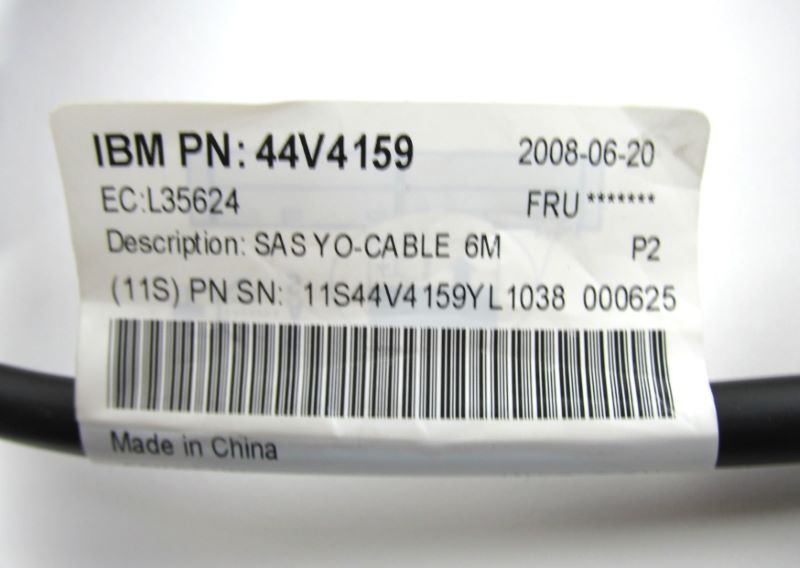 IBM PN: 44V4159 2008-06-20
EC:L35624 FRU *******
Description: SAS YO-CABLE 6M P2
(11S) PN SN: 11S44V4159YL1038 000625
Made in China